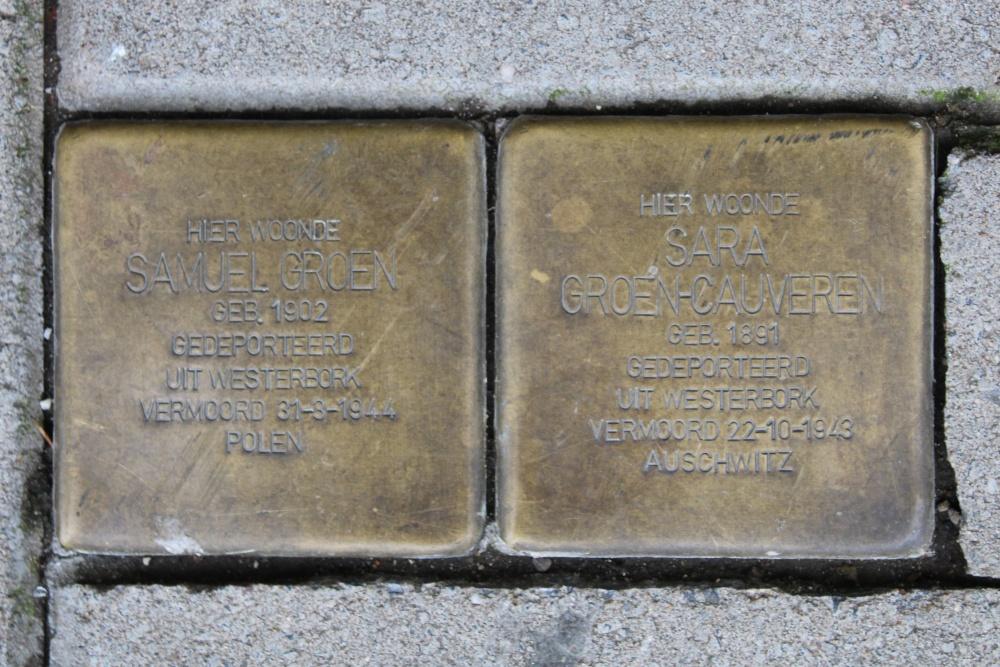 HIER WOONDE
SAMUEL GROEN
GEB. 1902
GEDEPORTEERD
UIT WESTERBORK
VERMOORD 31-3-1944
POLEN
HIER WOONDE
SARA
GROEN-CAUVEREN
GEB. 1891
GEDEPORTEERD
UIT WESTERBORK
VERMOORD 22-10-1943
AUSCHWITZ